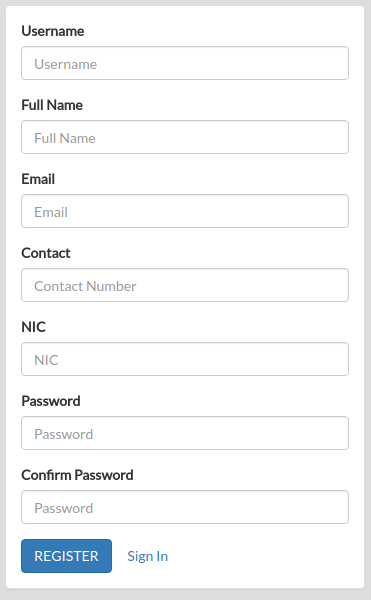 Username
Username
Full Name
Full Name
Email
Email
Contact
Contact Number
NIC
NIC
Password
Password
Confirm Password
Password
REGISTER Sign In